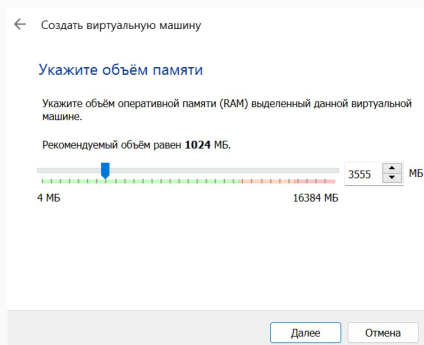 Создать виртуальную машину
Укажите объём памяти
Укажите объём оперативной памяти (RAM) выделенный данной виртуальной
машине.
Рекомендуемый объём равен 1024 МБ.
3555 МБ
4 МБ 16384 МБ
Далее Отмена